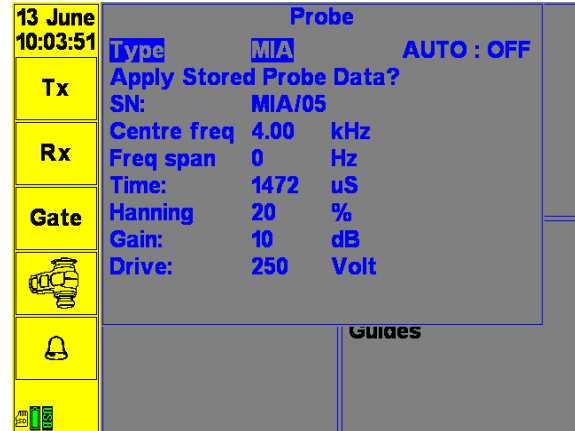 13 June
10:03:51
Tx
Rx
Gate
SD
USB
Probe
Type MIA AUTO : OFF
Apply Stored Probe Data?
SN: MIA/05
Centre freq 4.00 kHz
Freq span 0 Hz
Time: 1472 uS
Hanning 20 %
Gain: 10 dB
Drive: 250 Volt
Guides